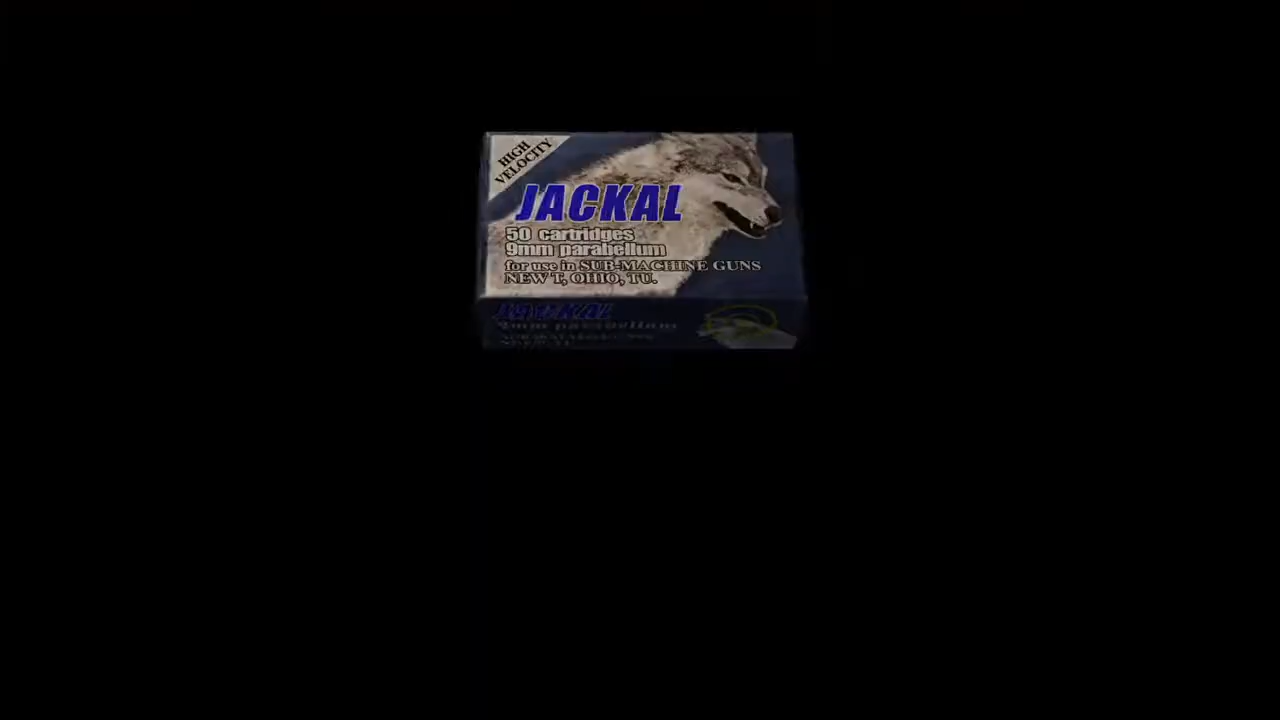 HIGH
VELOCITY
JACKAL
50 cartridges
9mm parabellum
for use in SUB-MACHINE GUNS
NEW T, OHIO, TU.
JACKAL
9mm parabellum